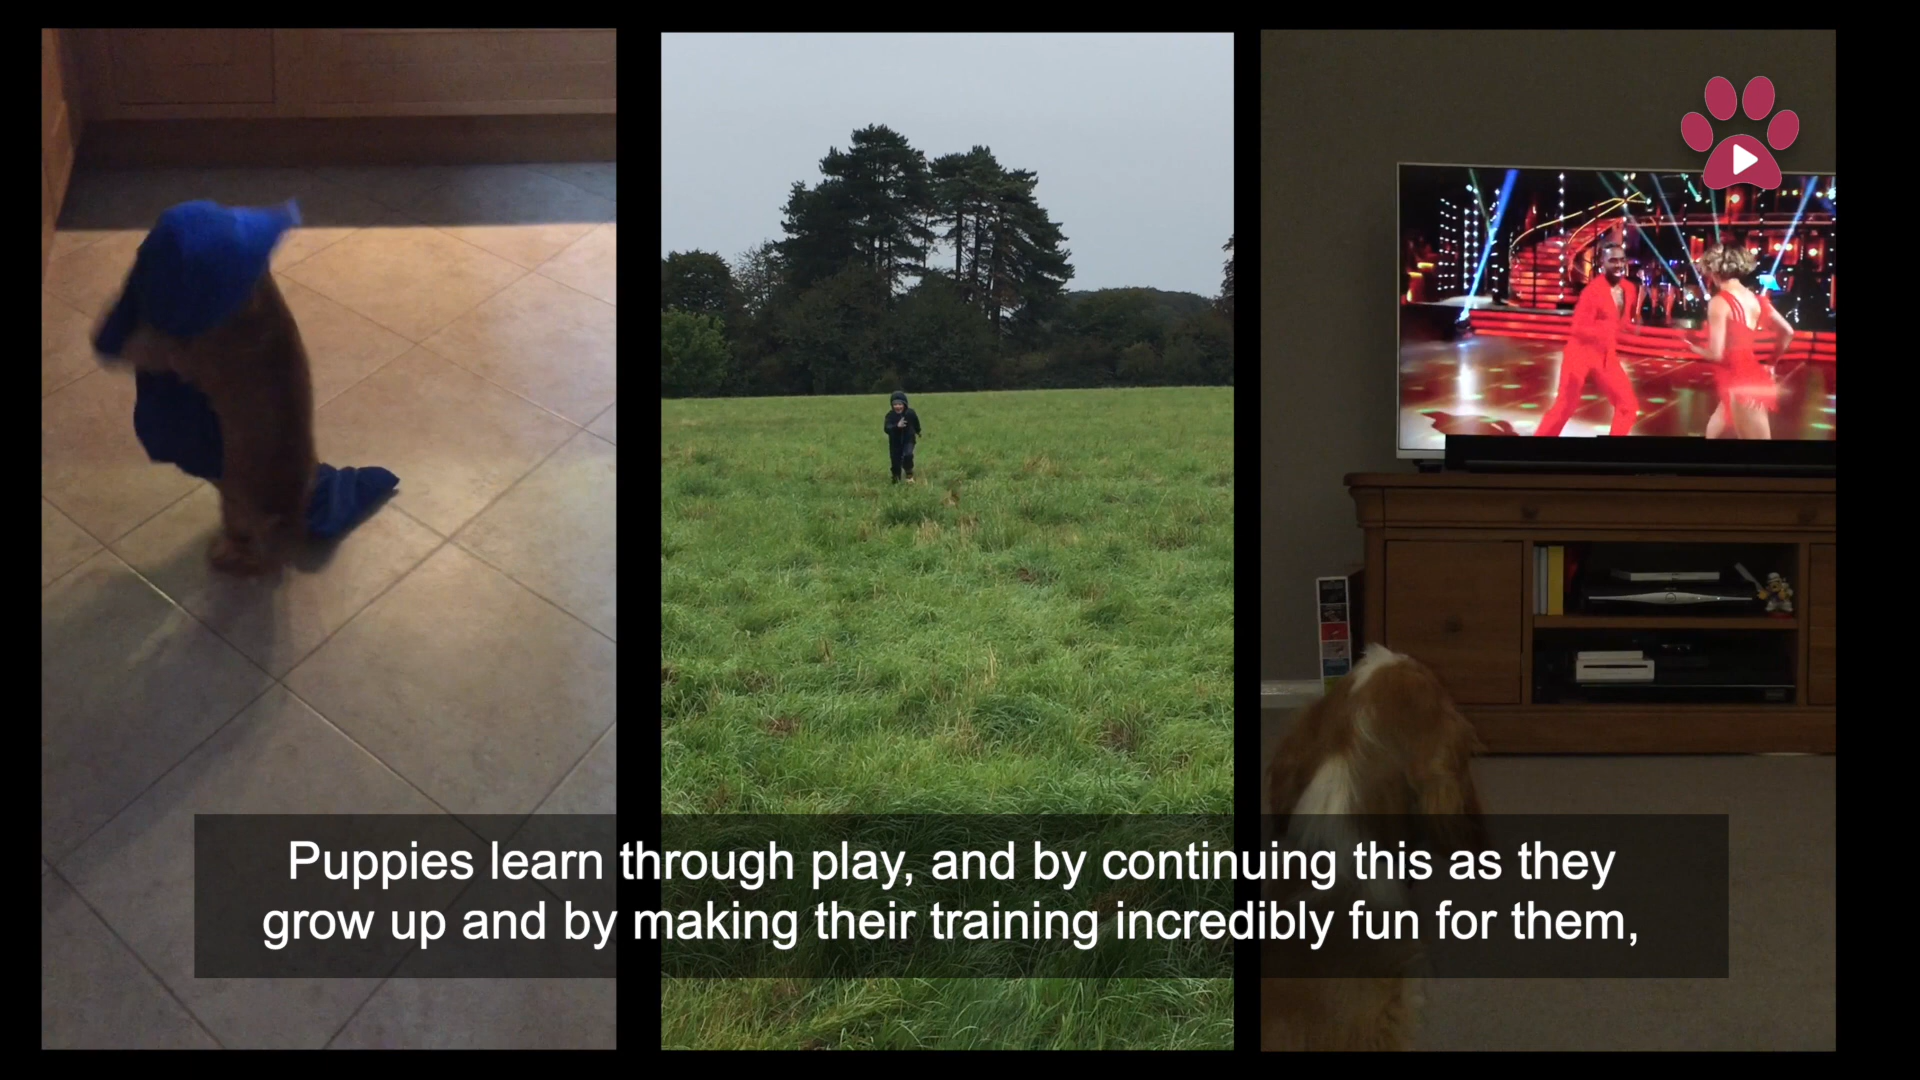 Puppies learn through play, and by continuing this as they
grow up and by making their training incredibly fun for them,